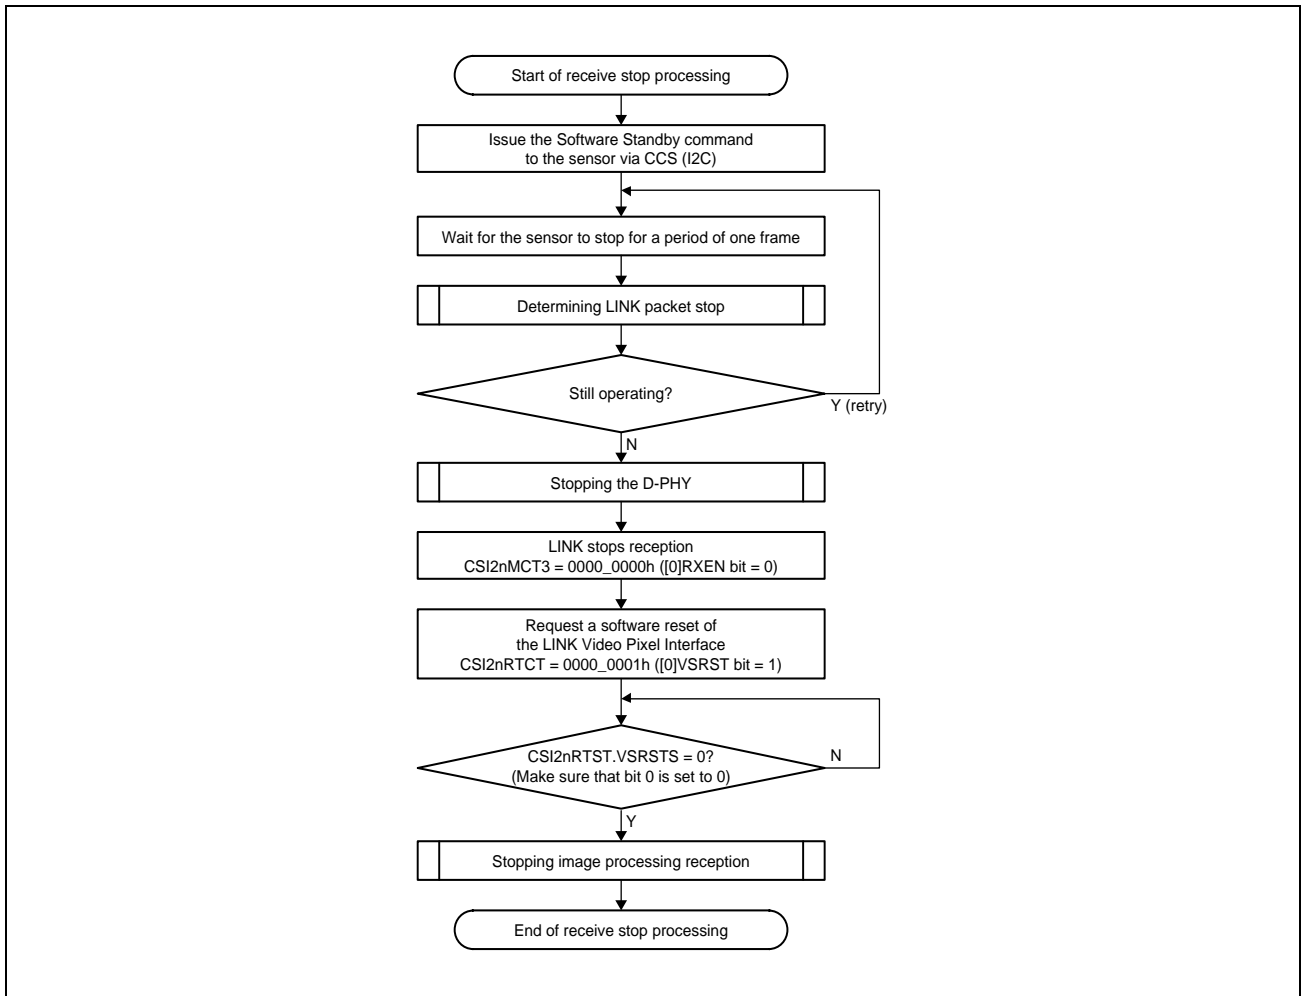 Start of receive stop processing
Issue the Software Standby command
to the sensor via CCS (I2C)
Wait for the sensor to stop for a period of one frame
Determining LINK packet stop
Still operating?
Y (retry)
N
Stopping the D-PHY
LINK stops reception
CSI2nMCT3 = 0000_0000h ([0]RXEN bit = 0)
Request a software reset of
the LINK Video Pixel Interface
CSI2nRTCT = 0000_0001h ([0]VSRST bit = 1)
CSI2nRTST.VSRSTS = 0?
(Make sure that bit 0 is set to 0)
N
Y
Stopping image processing reception
End of receive stop processing